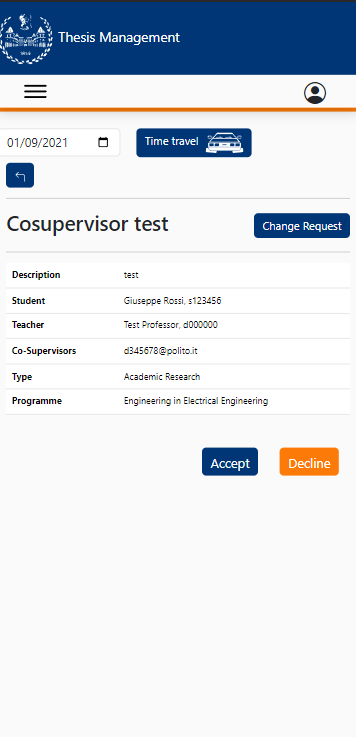 Thesis Management
01/09/2021
Time travel
Cosupervisor test
Change Request
Description test
Student Giuseppe Rossi, s123456
Teacher Test Professor, d000000
Co-Supervisors d345678@polito.it
Type Academic Research
Programme Engineering in Electrical Engineering
Accept Decline